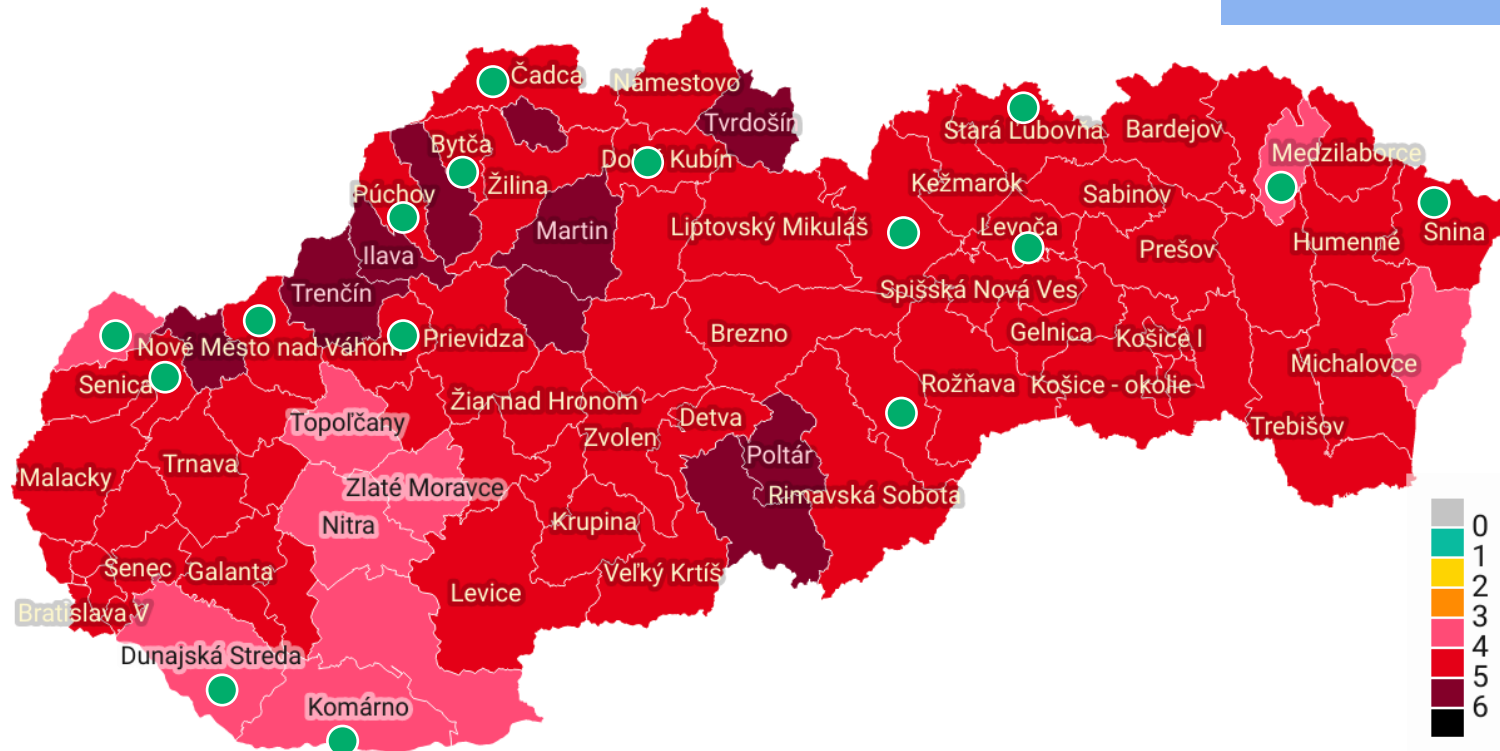 Čadca
Námestovo
Tvrdošín
Stará Ľubovňa
Bardejov
Bytča
Dolný Kubín
Medzilaborce
Púchov
Žilina
Kežmarok
Sabinov
Martin
Liptovský Mikuláš
Levoča
Snina
Ilava
Prešov
Humenné
Trenčín
Spišská Nová Ves
Nové Mesto nad Váhom
Prievidza
Brezno
Gelnica
Košice I
Senica
Michalovce
Rožňava
Košice - okolie
Žiar nad Hronom
Topoľčany
Detva
Zvolen
Trebišov
Malacky
Trnava
Poltár
Zlaté Moravce
Rimavská Sobota
Nitra
Krupina
Senec
Galanta
Veľký Krtíš
Levice
Bratislava V
Dunajská Streda
Komárno
0
1
2
3
4
5
6